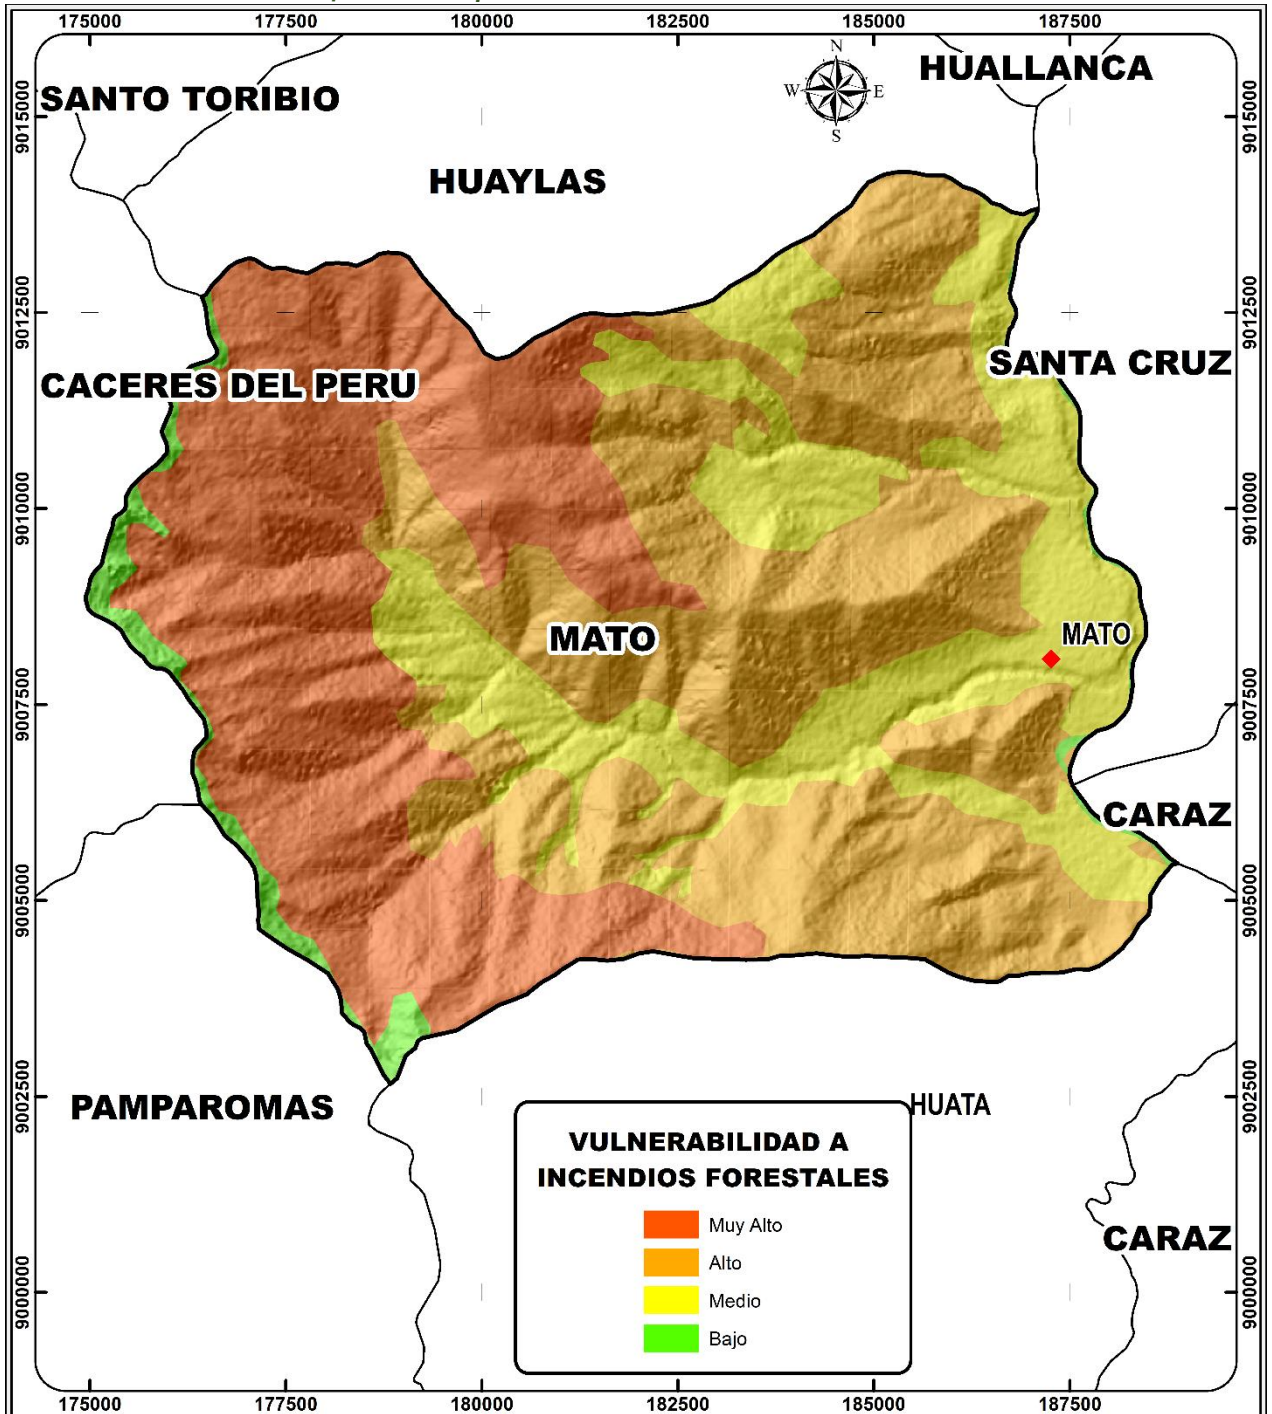 175000 177500 180000 182500 185000 187500
HUALLANCA
N
W E
S
SANTO TORIBIO
9015000 9015000
HUAYLAS
9012500 9012500
SANTA CRUZ
CACERES DEL PERU
9010000 9010000
MATO
MATO
9007500 9007500
CARAZ
9005000 9005000
PAMPAROMAS
HUATA
9002500 9002500
VULNERABILIDAD A
INCENDIOS FORESTALES
Muy Alto
CARAZ
Alto
Medio
9000000 9000000
Bajo
175000 177500 180000 182500 185000 187500